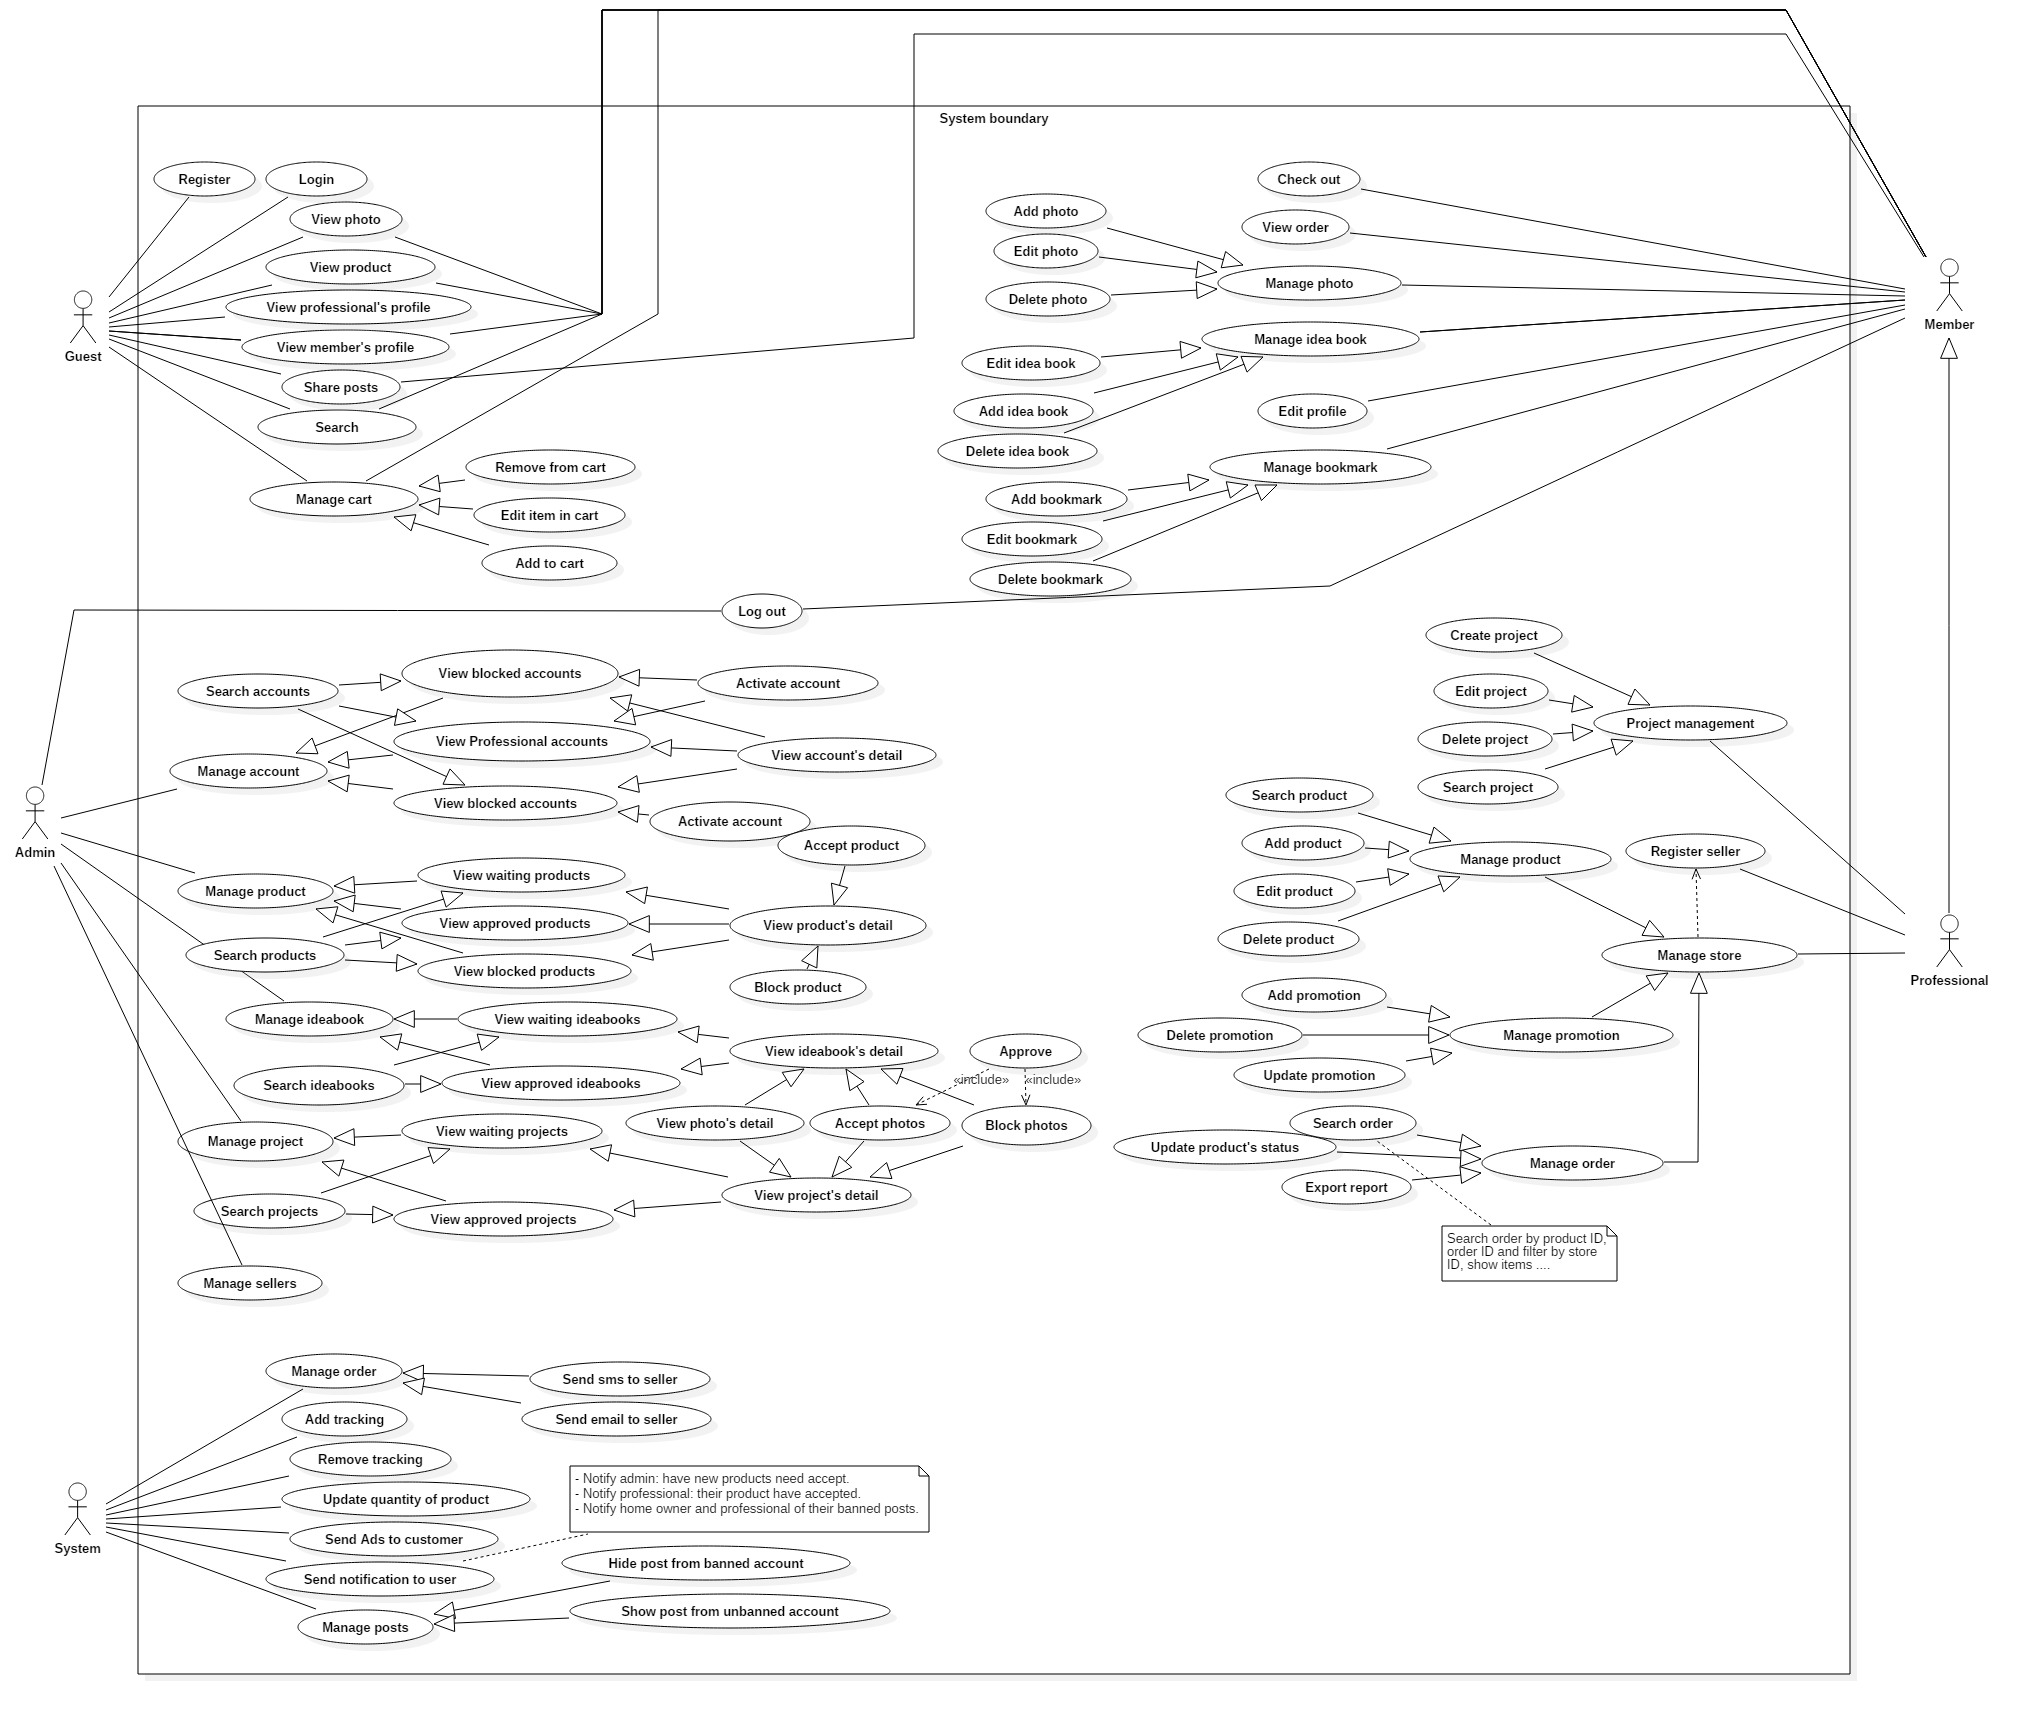 System boundary
Register
Login
View photo
View product
View professional's profile
View member's profile
Share posts
Search
Manage cart
Remove from cart
Edit item in cart
Add to cart
Guest
Check out
Add photo
View order
Edit photo
Manage photo
Delete photo
Manage idea book
Edit idea book
Add idea book
Edit profile
Delete idea book
Manage bookmark
Add bookmark
Edit bookmark
Delete bookmark
Member
Log out
Search accounts
View blocked accounts
Activate account
View Professional accounts
View account's detail
Manage account
View blocked accounts
Activate account
Accept product
Admin
View waiting products
Manage product
View approved products
View product's detail
Search products
View blocked products
Block product
Manage ideabook
View waiting ideabooks
View ideabook's detail
Approve
«include»
«include»
Search ideabooks
View approved ideabooks
View photo's detail
Accept photos
Block photos
Manage project
View waiting projects
View project's detail
Search projects
View approved projects
Manage sellers
Create project
Edit project
Project management
Delete project
Search project
Search product
Add product
Manage product
Register seller
Edit product
Delete product
Manage store
Professional
Add promotion
Delete promotion
Manage promotion
Update promotion
Search order
Update product's status
Manage order
Export report
Search order by product ID,
order ID and filter by store
ID, show items ....
Manage order
Send sms to seller
Add tracking
Send email to seller
Remove tracking
Update quantity of product
Send Ads to customer
Send notification to user
Manage posts
System
- Notify admin: have new products need accept.
- Notify professional: their product have accepted.
- Notify home owner and professional of their banned posts.
Hide post from banned account
Show post from unbanned account